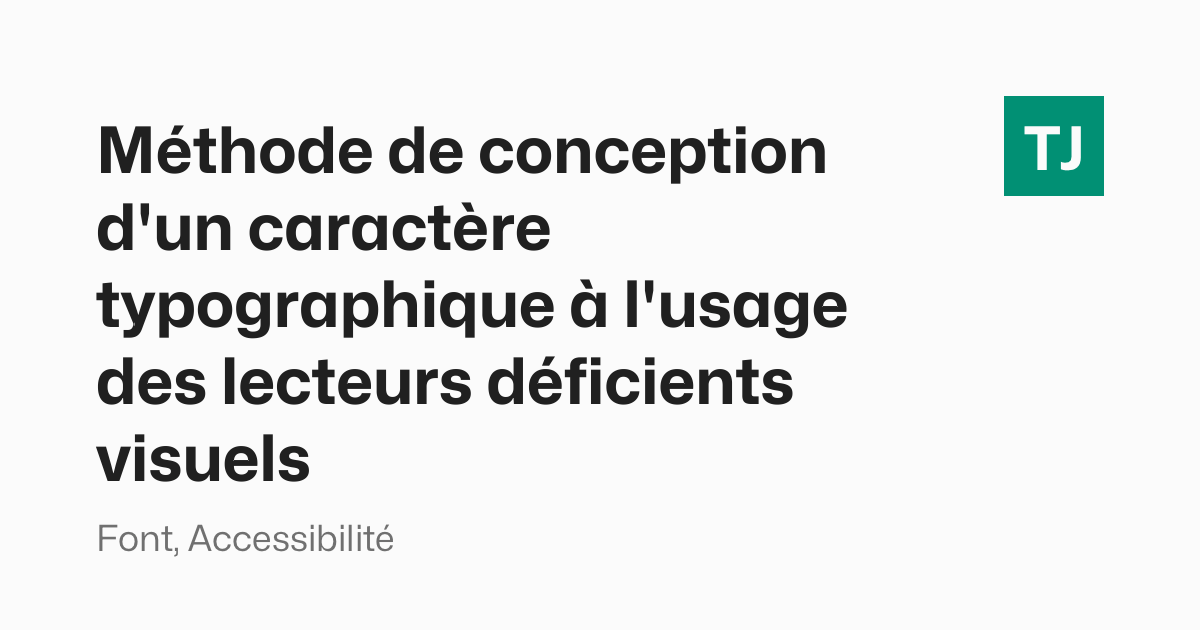 Méthode de conception
d'un caractère
typographique à l'usage
des lecteurs déficients
visuels
Font, Accessibilité
TJ